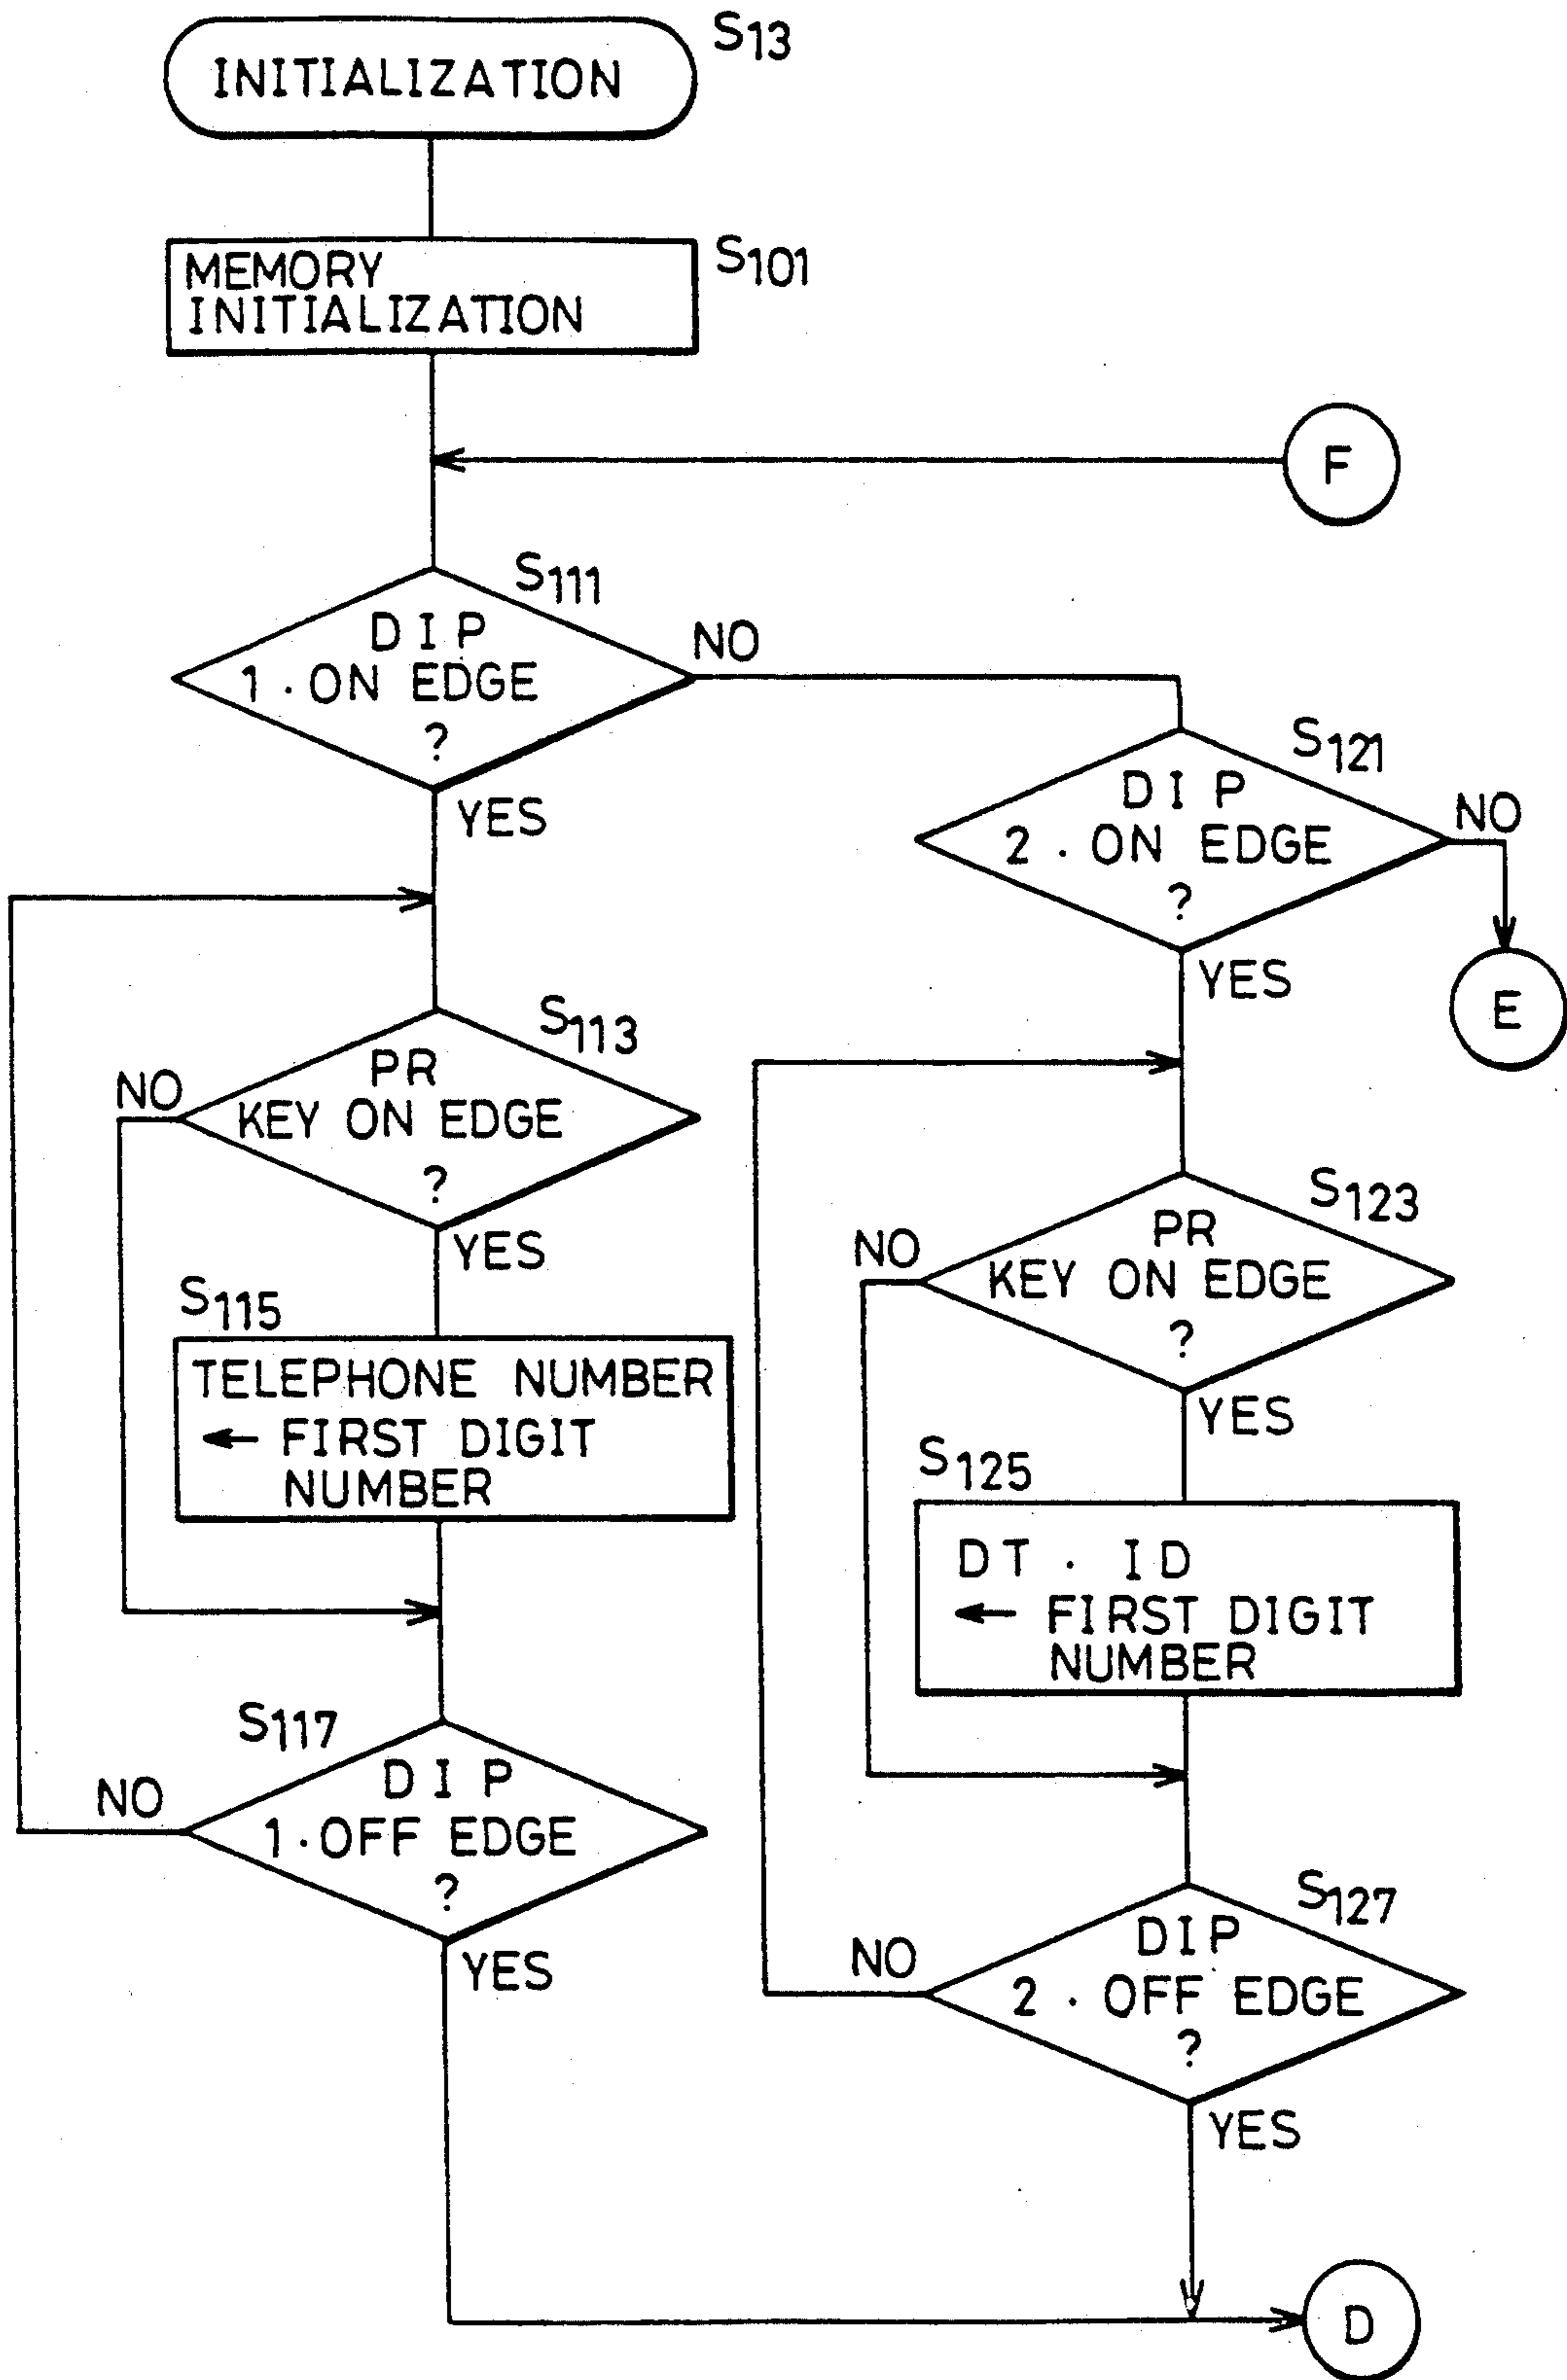 S13
INITIALIZATION
S101
MEMORY
INITIALIZATION
F
S111
DIP
1. ON EDGE
?
NO
YES
S121
DIP
2. ON EDGE
?
NO
YES
E
S113
PR
KEY ON EDGE
?
NO
YES
S115
TELEPHONE NUMBER
← FIRST DIGIT
NUMBER
S117
DIP
1. OFF EDGE
?
NO
YES
S123
PR
KEY ON EDGE
?
NO
YES
S125
DT . ID
← FIRST DIGIT
NUMBER
S127
DIP
2. OFF EDGE
?
NO
YES
D